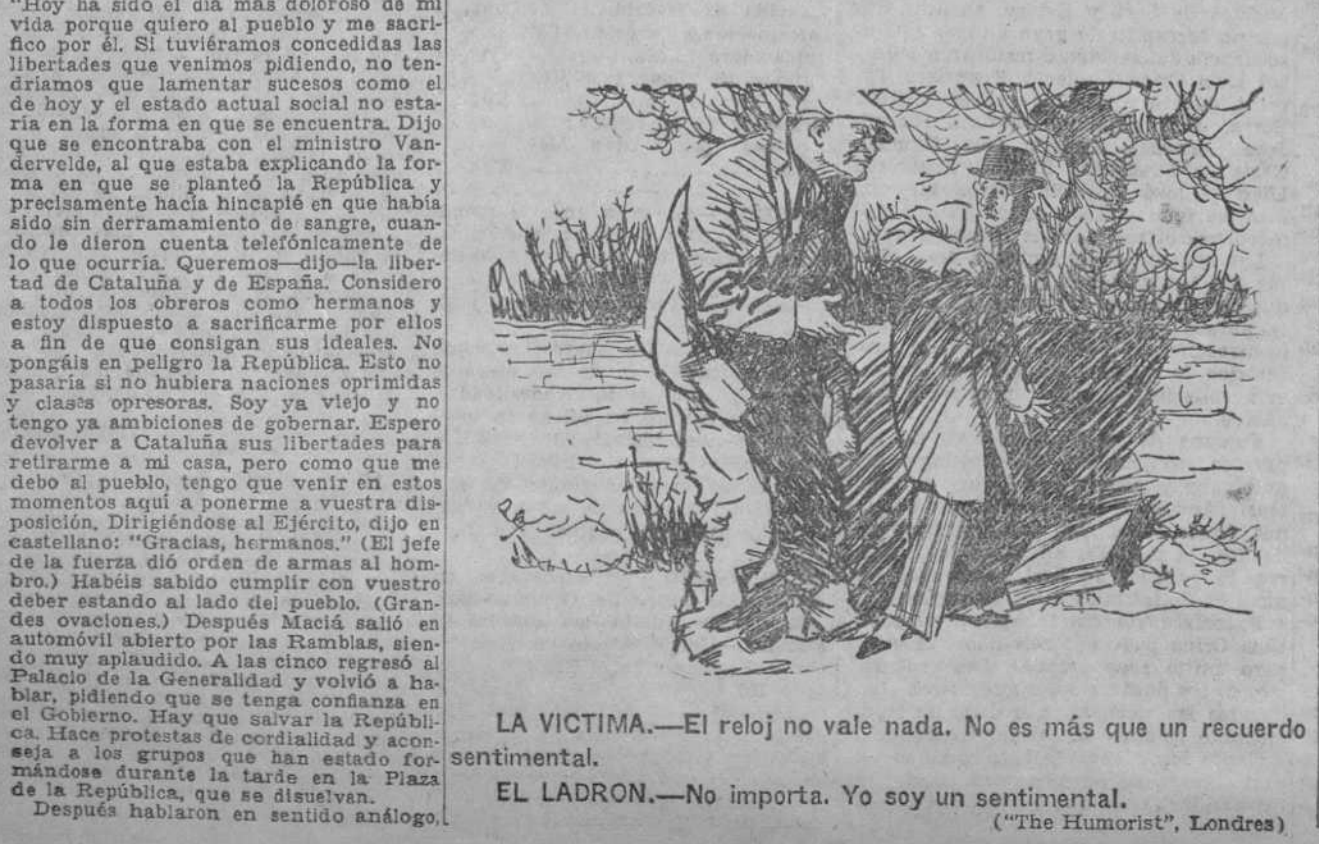 "Hoy ha sido el día más doloroso de mi
vida porque quiero al pueblo y me sacri-
fico por él. Si tuviéramos concedidas las
libertades que venimos pidiendo, no ten-
dríamos que lamentar sucesos como el
de hoy y el estado actual social no esta-
ría en la forma en que se encuentra. Dijo
que se encontraba con el ministro Van-
dervelde, al que estaba explicando la for-
ma en que se planteó la República y
precisamente hacía hincapié en que había
sido sin derramamiento de sangre, cuan-
do le dieron cuenta telefónicamente de
lo que ocurría. Queremos—dijo—la liber-
tad de Cataluña y de España. Considero
a todos los obreros como hermanos y
estoy dispuesto a sacrificarme por ellos
a fin de que consigan sus ideales. No
pongáis en peligro la República. Esto no
pasaría si no hubiera naciones oprimidas
y clases opresoras. Soy ya viejo y no
tengo ya ambiciones de gobernar. Espero
devolver a Cataluña sus libertades para
retirarme a mi casa, pero como que me
debo al pueblo, tengo que venir en estos
momentos aquí a ponerme a vuestra dis-
posición. Dirigiéndose al Ejército, dijo en
castellano: "Gracias, hermanos." (El jefe
de la fuerza dió orden de armas al hom-
bro.) Habéis sabido cumplir con vuestro
deber estando al lado del pueblo. (Gran-
des ovaciones.) Después Maciá salió en
automóvil abierto por las Ramblas, sien-
do muy aplaudido. A las cinco regresó al
Palacio de la Generalidad y volvió a ha-
blar, pidiendo que se tenga confianza en
el Gobierno. Hay que salvar la Repúbli-
ca. Hace protestas de cordialidad y acon-
seja a los grupos que han estado for-
mándose durante la tarde en la Plaza
de la República, que se disuelvan.
Después hablaron en sentido análogo,
LA VICTIMA.—El reloj no vale nada. No es más que un recuerdo
sentimental.
EL LADRON.—No importa. Yo soy un sentimental.
("The Humorist", Londres)